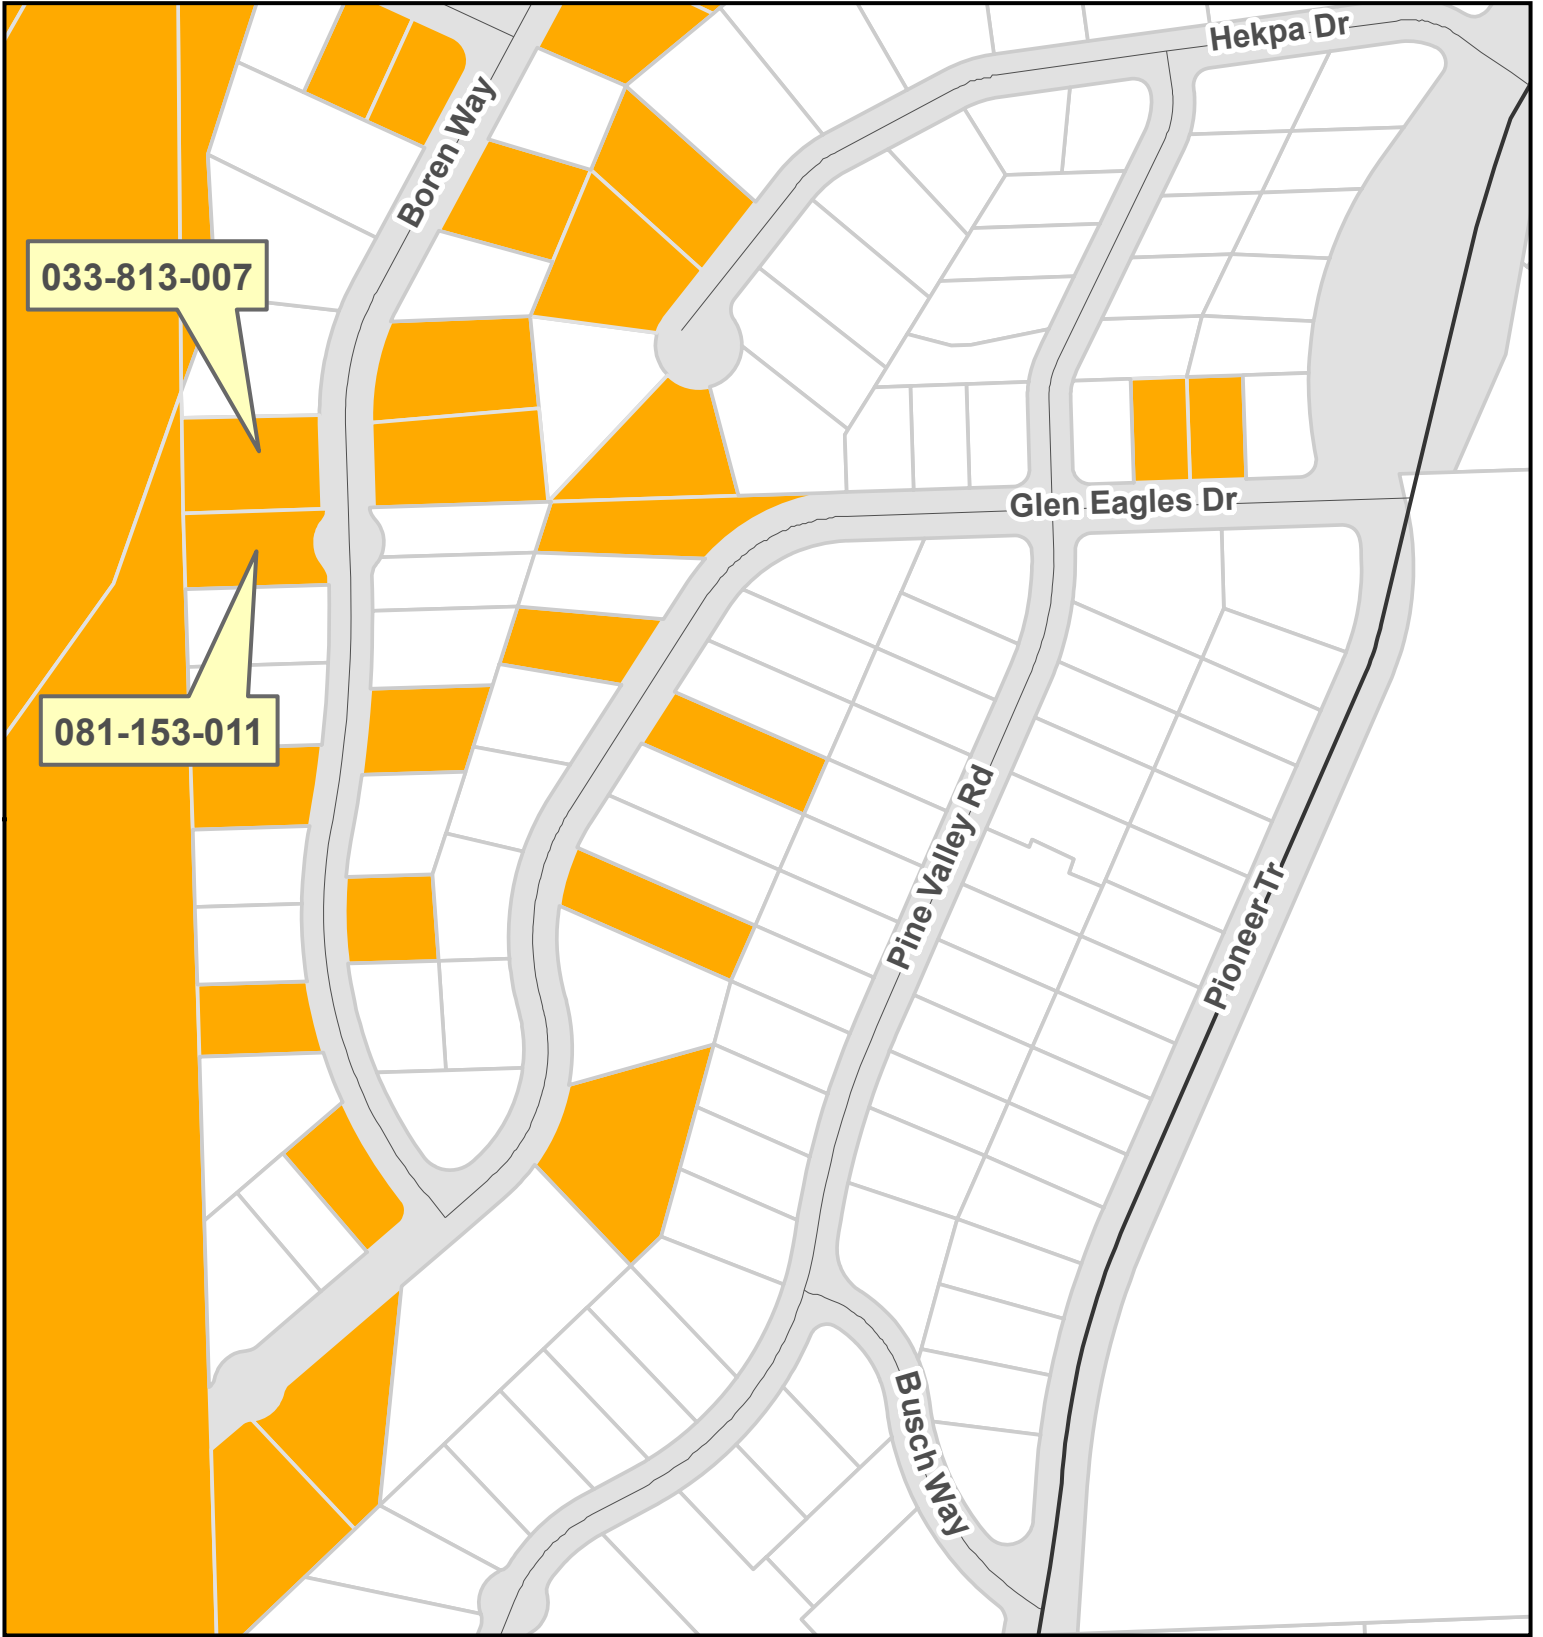 Hekpa Dr
Boren Way
033-813-007
Glen Eagles Dr
081-153-011
Pine Valley Rd
Pioneer Tr
Busch Way